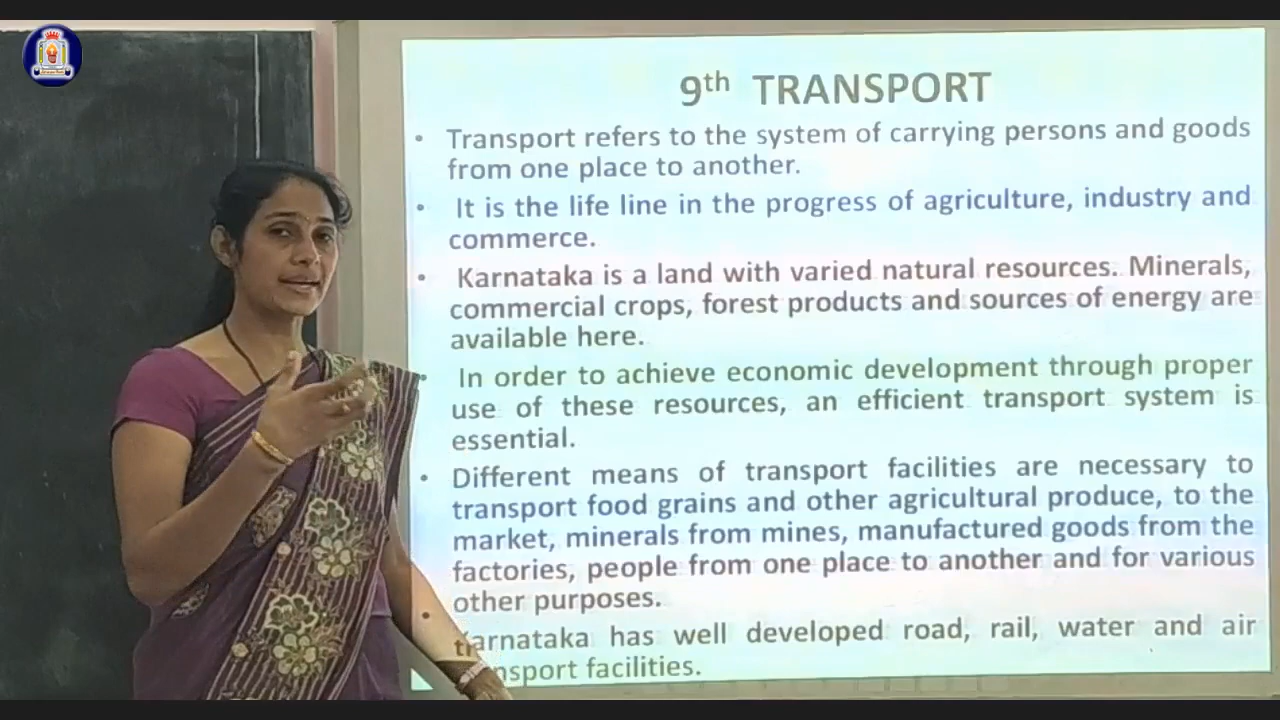 9th TRANSPORT
• Transport refers to the system of carrying persons and goods
from one place to another.
• It is the life line in the progress of agriculture, industry and
commerce.
• Karnataka is a land with varied natural resources. Minerals,
commercial crops, forest products and sources of energy are
available here.
• In order to achieve economic development through proper
use of these resources, an efficient transport system is
essential.
• Different means of transport facilities are necessary to
transport food grains and other agricultural produce, to the
market, minerals from mines, manufactured goods from the
factories, people from one place to another and for various
other purposes.
• Karnataka has well developed road, rail, water and air
transport facilities.